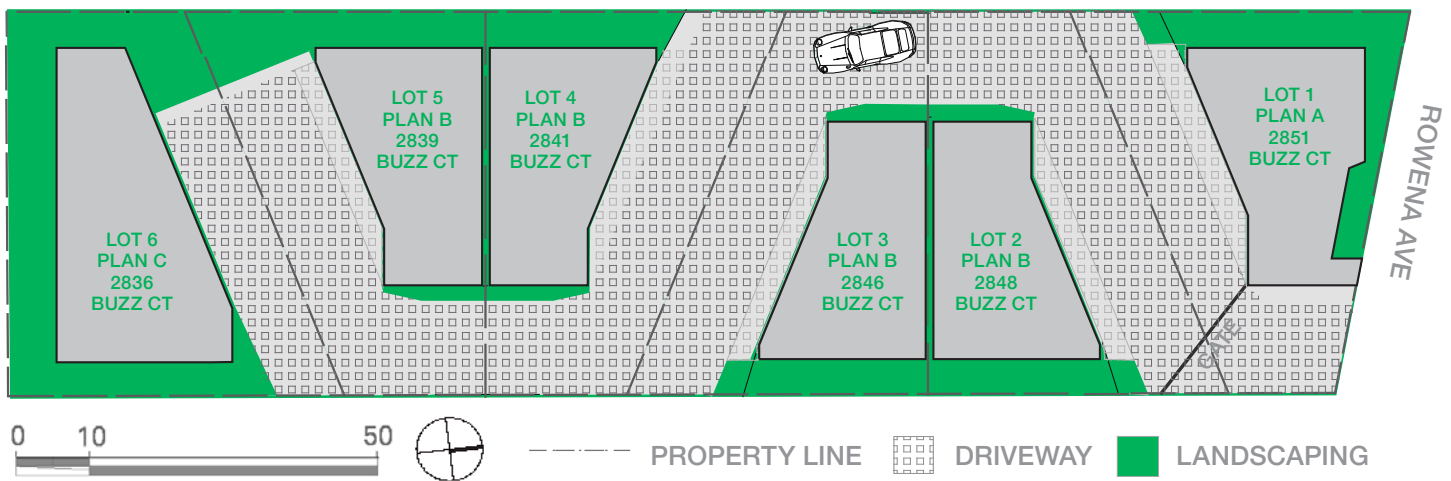 LOT 5
PLAN B
2839
BUZZ CT
LOT 4
PLAN B
2841
BUZZ CT
LOT 1
PLAN A
2851
BUZZ CT
ROWENA AVE
LOT 6
PLAN C
2836
BUZZ CT
LOT 3
PLAN B
2846
BUZZ CT
LOT 2
PLAN B
2848
BUZZ CT
GATE
0 10 50
PROPERTY LINE
DRIVEWAY
LANDSCAPING